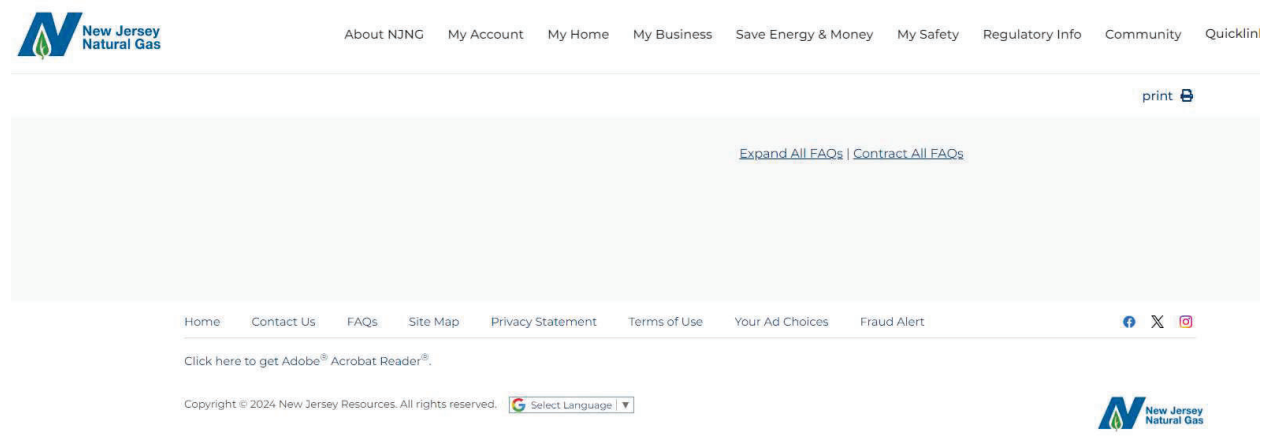 New Jersey
Natural Gas
About NJNG My Account My Home My Business Save Energy & Money My Safety Regulatory Info Community
print
Expand All FAQs | Contract All FAQs
Home Contact Us FAQs Site Map Privacy Statement Terms of Use Your Ad Choices Fraud Alert
Click here to get Adobe® Acrobat Reader®.
Copyright © 2024 New Jersey Resources. All rights reserved. Select Language ▼
New Jersey
Natural Gas